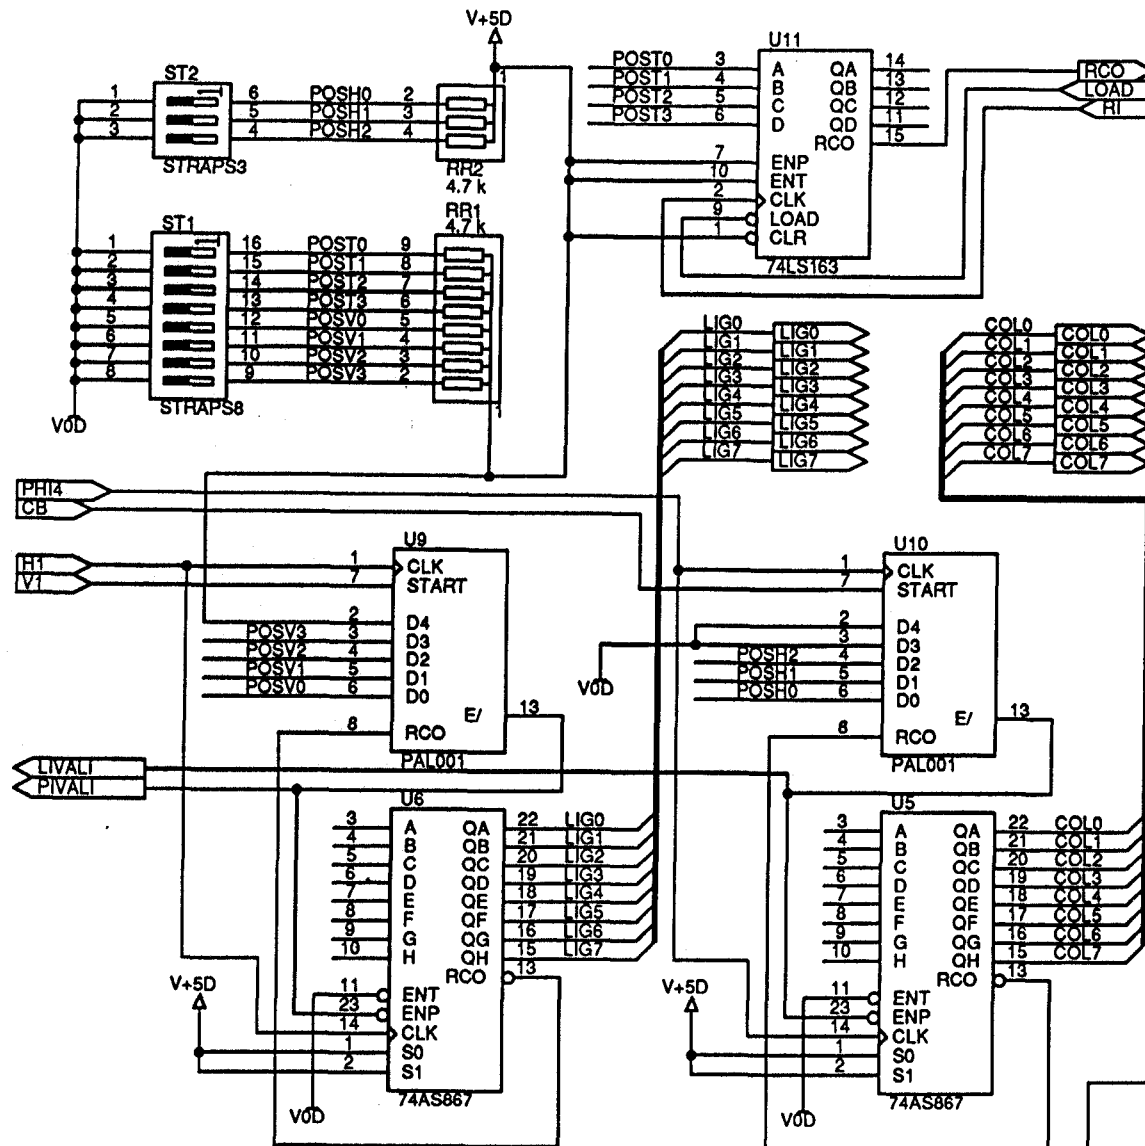 V+5D
ST2
1 6 POSH0 2
2 5 POSH1 3
3 4 POSH2 4
1
STRAPS3
RR2
4.7 k
U11
POST0 3 A QA 14
POST1 4 B QB 13
POST2 5 C QC 12
POST3 6 D QD 11
RCO 15
7 ENP
10 ENT
2 CLK
9 LOAD
1 CLR
74LS163
RCO
LOAD
RI
ST1
RR1
4.7 k
1 16 POST0 9
2 15 POST1 8
3 14 POST2 7
4 13 POST3 6
5 12 POSV0 5
6 11 POSV1 4
7 10 POSV2 3
8 9 POSV3 2
STRAPS8
V0D
LIG0 LIG0
LIG1 LIG1
LIG2 LIG2
LIG3 LIG3
LIG4 LIG4
LIG5 LIG5
LIG6 LIG6
LIG7 LIG7
COL0 COL0
COL1 COL1
COL2 COL2
COL3 COL3
COL4 COL4
COL5 COL5
COL6 COL6
COL7 COL7
PHI4
CB
H1
V1
U9
1 CLK
7 START
2 D4
POSV3 3 D3
POSV2 4 D2
POSV1 5 D1
POSV0 6 D0
E/ 13
8 RCO
PAL001
U10
1 CLK
7 START
2 D4
3 D3
POSH2 4 D2
POSH1 5 D1
POSH0 6 D0
V0D
E/ 13
6 RCO
PAL001
LIVALI
PIVALI
U6
3 A QA 22 LIG0
4 B QB 21 LIG1
5 C QC 20 LIG2
6 D QD 19 LIG3
7 E QE 18 LIG4
8 F QF 17 LIG5
9 G QG 16 LIG6
10 H QH 15 LIG7
RCO 13
V+5D
11 ENT
23 ENP
14 CLK
1 S0
2 S1
V0D
74AS867
U5
3 A QA 22 COL0
4 B QB 21 COL1
5 C QC 20 COL2
6 D QD 19 COL3
7 E QE 18 COL4
8 F QF 17 COL5
9 G QG 16 COL6
10 H QH 15 COL7
RCO 13
V+5D
11 ENT
23 ENP
14 CLK
1 S0
2 S1
V0D
74AS867